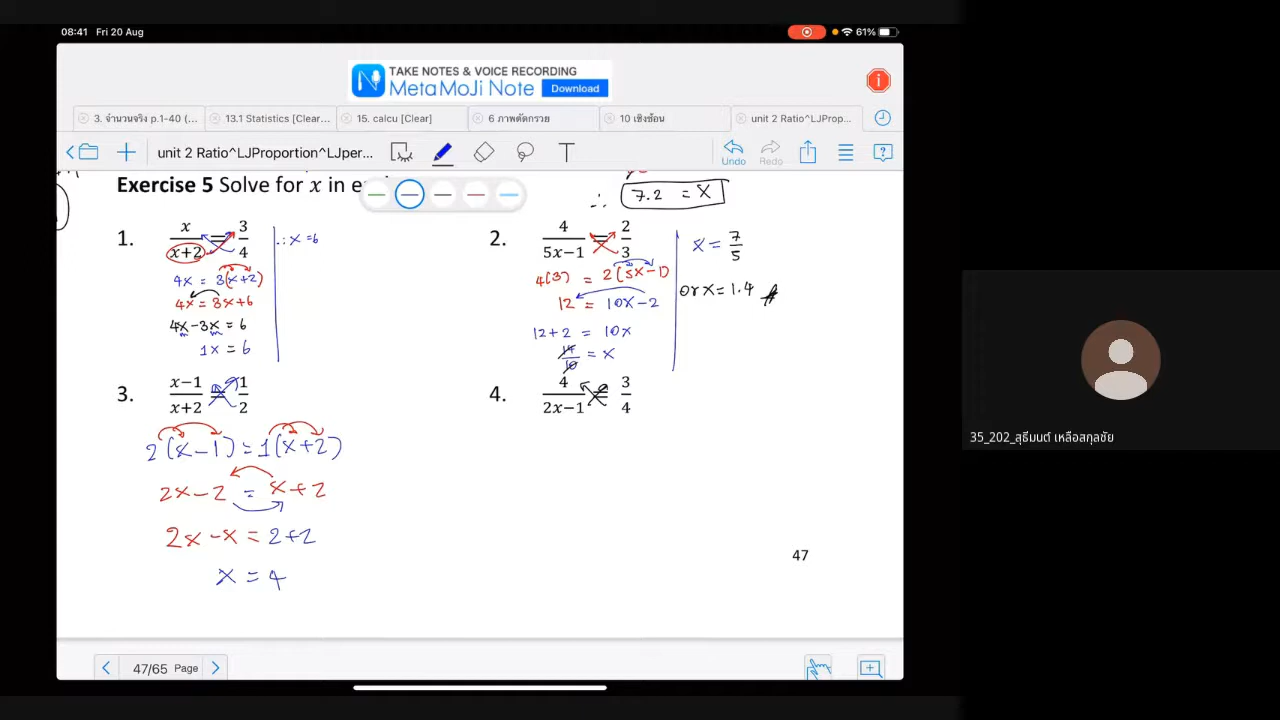 08:41 Fri 20 Aug
61%
TAKE NOTES & VOICE RECORDING
MetaMoJi Note Download
3. จำนวนจริง p.1-40 (...
13.1 Statistics [Clear...
15. calcu [Clear]
6 ภาพตัดกรวย
10 เชิงซ้อน
unit 2 Ratio^LJProp...
unit 2 Ratio^LJProportion^LJper...
T
Undo
Redo
Exercise 5 Solve for x in e
∴ 7.2 = x
1. x/(x+2) = 3/4
4x = 3(x+2)
4x = 3x+6
4x-3x = 6
1x = 6
∴ x = 6
2. 4/(5x−1) = 2/3
4(3) = 2(5x-1)
12 = 10x-2
12+2 = 10x
14/10 = x
x = 7/5
or x = 1.4
3. (x−1)/(x+2) = 1/2
2(x-1) = 1(x+2)
2x-2 = x+2
2x-x = 2+2
x = 4
4. 4/(2x−1) = 3/4
47
47/65 Page
35_202_สุธีมนต์ เหลือสกุลชัย